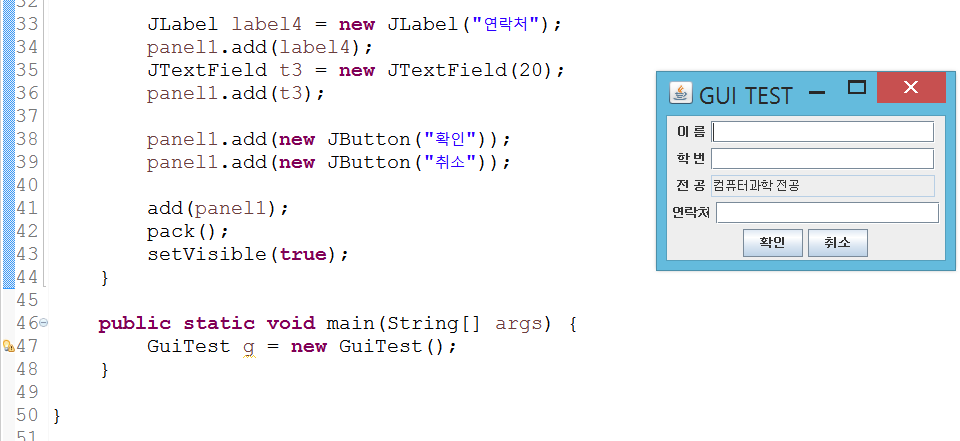 32
33 JLabel label4 = new JLabel("연락처");
34 panel1.add(label4);
35 JTextField t3 = new JTextField(20);
36 panel1.add(t3);
37
38 panel1.add(new JButton("확인"));
39 panel1.add(new JButton("취소"));
40
41 add(panel1);
42 pack();
43 setVisible(true);
44 }
45
46 public static void main(String[] args) {
47 GuiTest g = new GuiTest();
48 }
49
50 }
51
GUI TEST
이 름
학 번
전 공 컴퓨터과학 전공
연락처
확인 취소